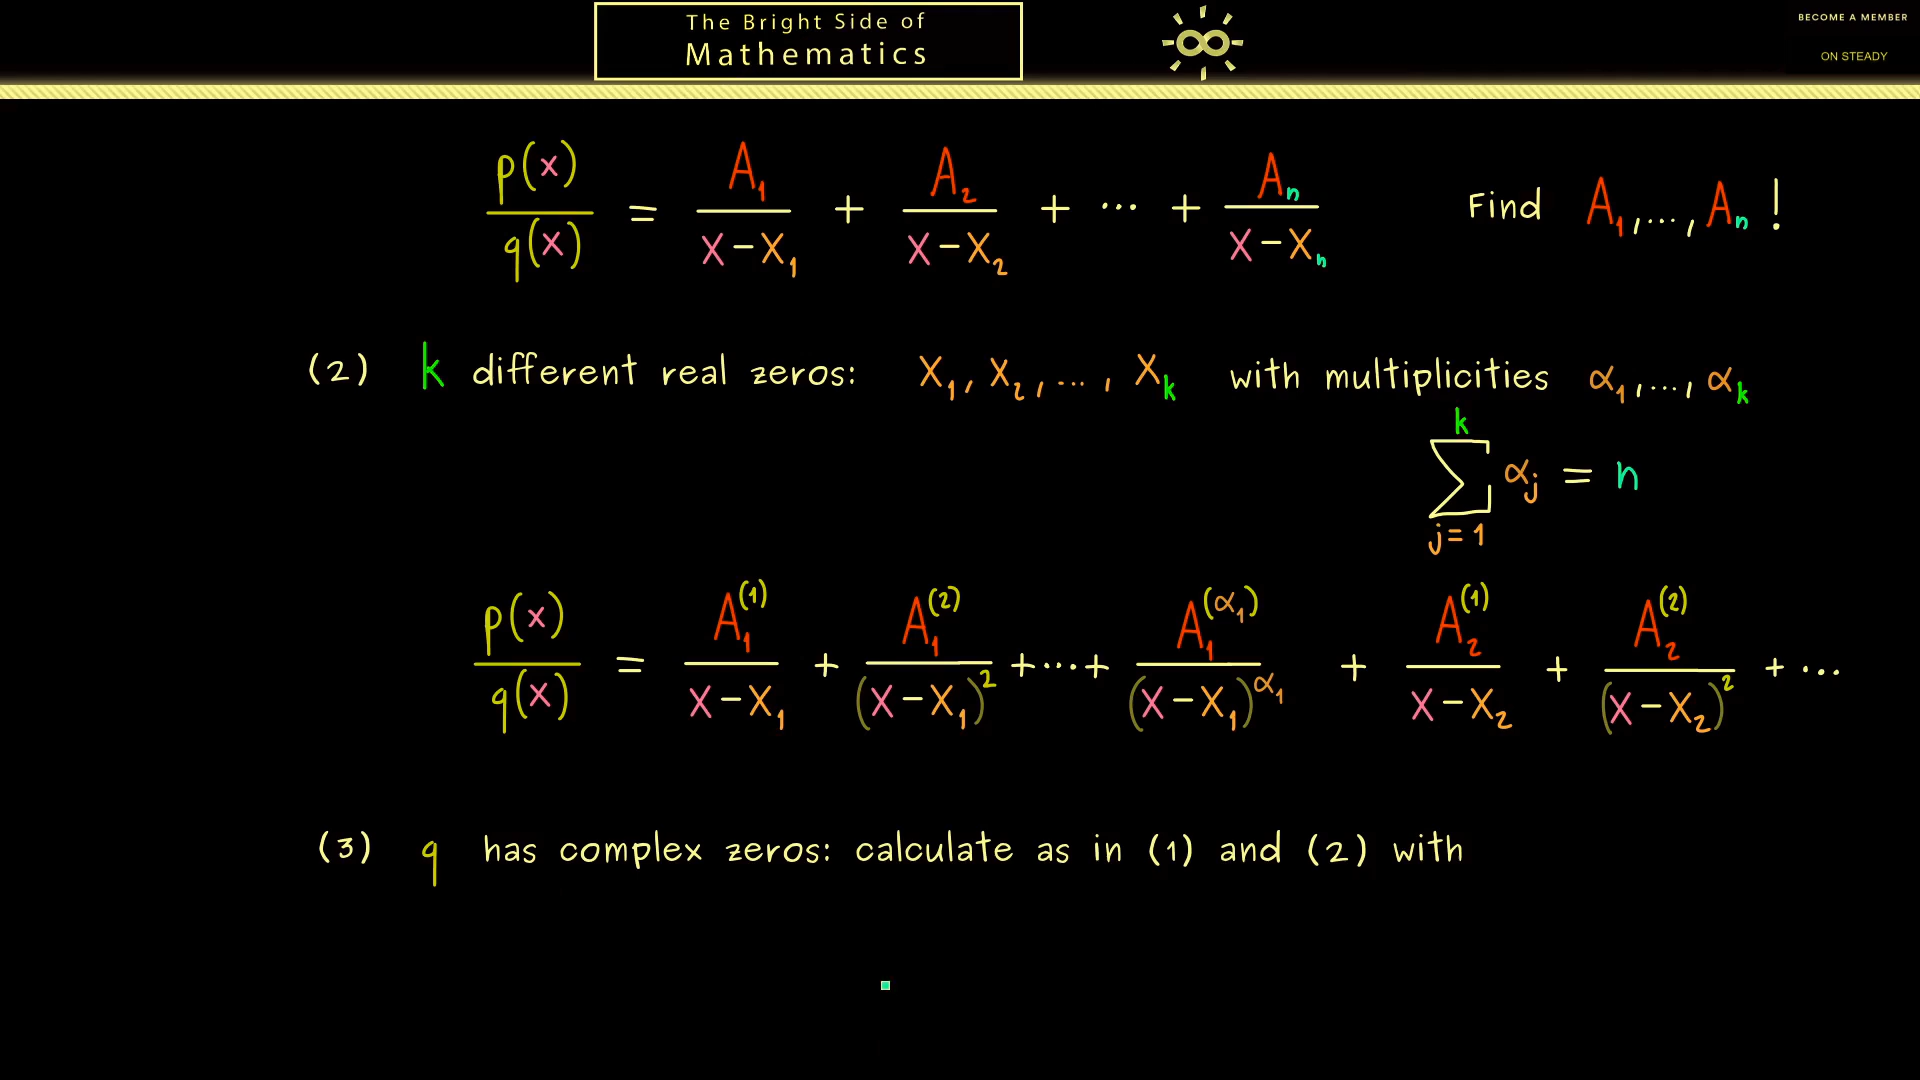 The Bright Side of
Mathematics
BECOME A MEMBER
ON STEADY
p(x)/q(x) = A₁/(x−x₁) + A₂/(x−x₂) + ⋯ + Aₙ/(x−xₙ) Find A₁,…,Aₙ !
(2) k different real zeros: x₁, x₂, …, xₖ with multiplicities α₁,…,αₖ
∑_{j=1}^{k} αⱼ = n
p(x)/q(x) = A₁⁽¹⁾/(x−x₁) + A₁⁽²⁾/(x−x₁)² +⋯+ A₁^(α₁)/(x−x₁)^α₁ + A₂⁽¹⁾/(x−x₂) + A₂⁽²⁾/(x−x₂)² + ⋯
(3) q has complex zeros: calculate as in (1) and (2) with